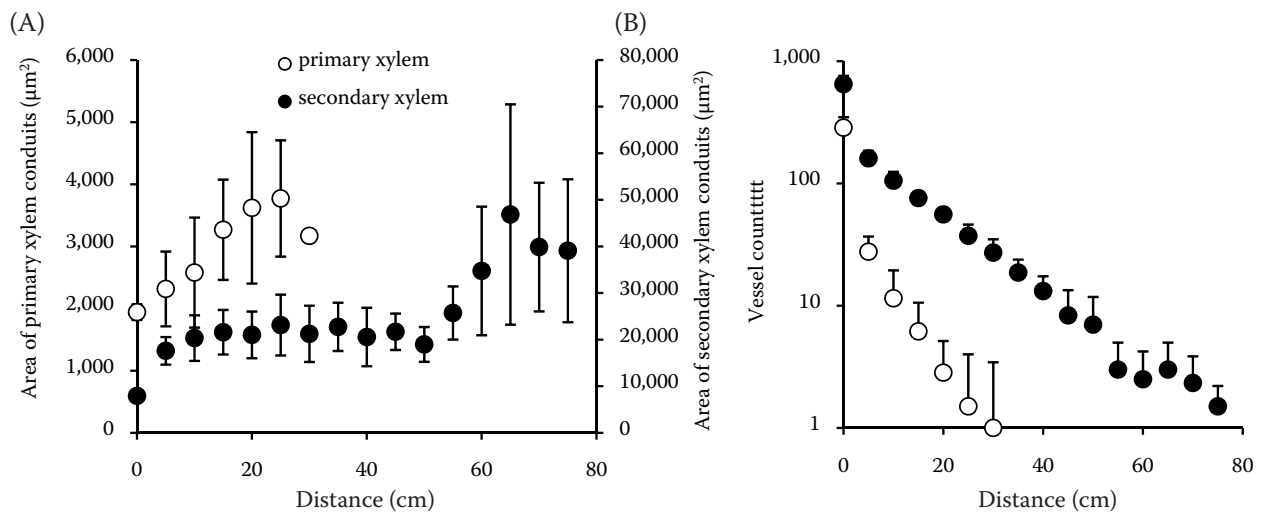 (A)
6,000
5,000
4,000
3,000
2,000
1,000
0
Area of primary xylem conduits (μm²)
primary xylem
secondary xylem
80,000
70,000
60,000
50,000
40,000
30,000
20,000
10,000
0
Area of secondary xylem conduits (μm²)
0 20 40 60 80
Distance (cm)
(B)
1,000
100
10
1
Vessel counttttt
0 20 40 60 80
Distance (cm)